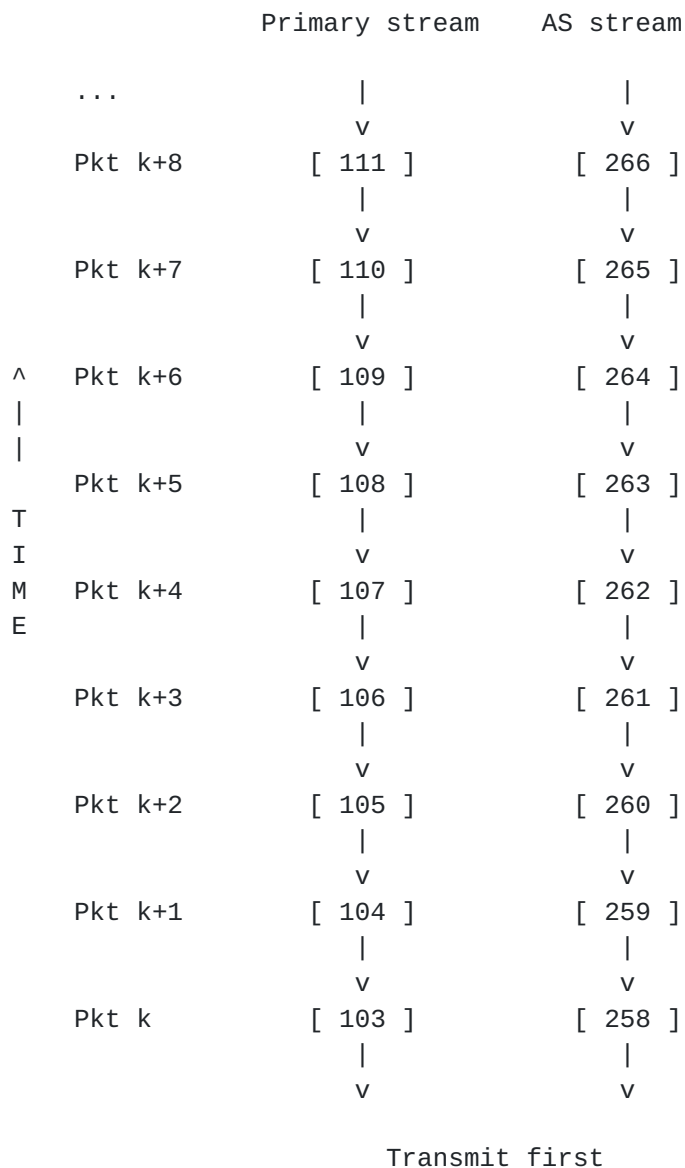 Primary stream    AS stream
...                |                |
                   v                v
    Pkt k+8        [ 111 ]          [ 266 ]
                   |                |
                   v                v
    Pkt k+7        [ 110 ]          [ 265 ]
                   |                |
                   v                v
^   Pkt k+6        [ 109 ]          [ 264 ]
|                  |                |
|                  v                v
    Pkt k+5        [ 108 ]          [ 263 ]
T                  |                |
I                  v                v
M   Pkt k+4        [ 107 ]          [ 262 ]
E                  |                |
                   v                v
    Pkt k+3        [ 106 ]          [ 261 ]
                   |                |
                   v                v
    Pkt k+2        [ 105 ]          [ 260 ]
                   |                |
                   v                v
    Pkt k+1        [ 104 ]          [ 259 ]
                   |                |
                   v                v
    Pkt k          [ 103 ]          [ 258 ]
                   |                |
                   v                v
Transmit first